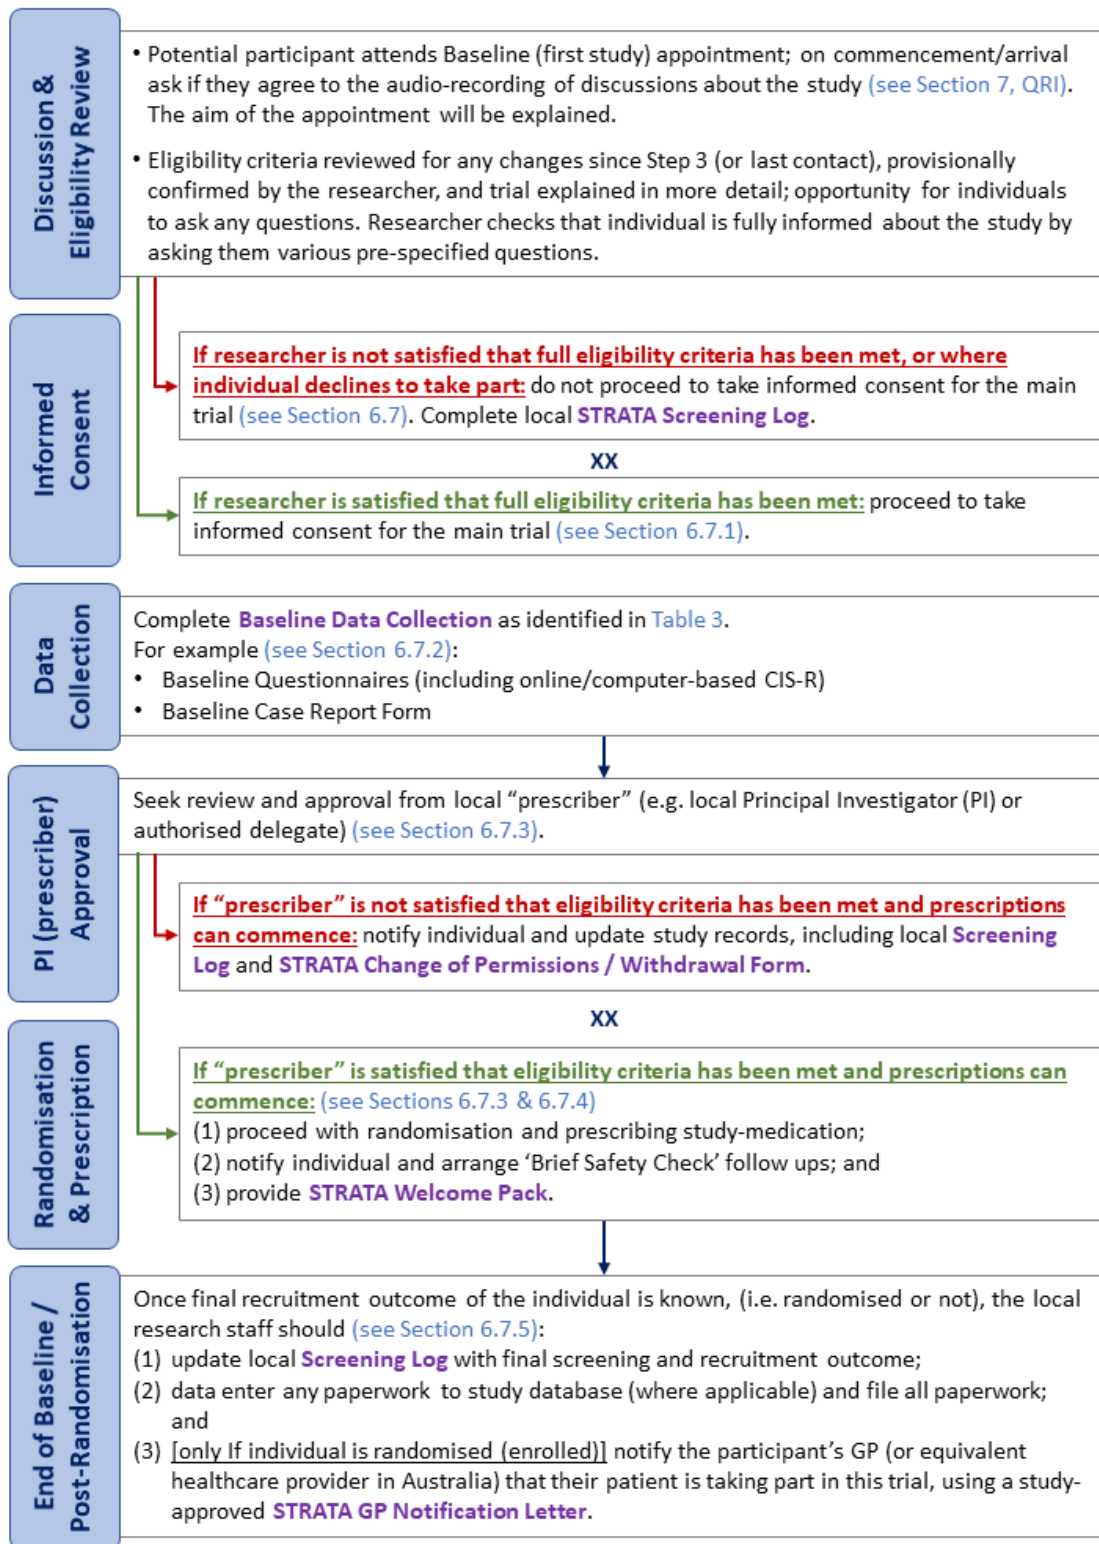 Discussion &
Eligibility Review
• Potential participant attends Baseline (first study) appointment; on commencement/arrival
ask if they agree to the audio-recording of discussions about the study (see Section 7, QRI).
The aim of the appointment will be explained.
• Eligibility criteria reviewed for any changes since Step 3 (or last contact), provisionally
confirmed by the researcher, and trial explained in more detail; opportunity for individuals
to ask any questions. Researcher checks that individual is fully informed about the study by
asking them various pre-specified questions.
Informed
Consent
If researcher is not satisfied that full eligibility criteria has been met, or where
individual declines to take part: do not proceed to take informed consent for the main
trial (see Section 6.7). Complete local STRATA Screening Log.
XX
If researcher is satisfied that full eligibility criteria has been met: proceed to take
informed consent for the main trial (see Section 6.7.1).
Data
Collection
Complete Baseline Data Collection as identified in Table 3.
For example (see Section 6.7.2):
• Baseline Questionnaires (including online/computer-based CIS-R)
• Baseline Case Report Form
PI (prescriber)
Approval
Seek review and approval from local “prescriber” (e.g. local Principal Investigator (PI) or
authorised delegate) (see Section 6.7.3).
If “prescriber” is not satisfied that eligibility criteria has been met and prescriptions
can commence: notify individual and update study records, including local Screening
Log and STRATA Change of Permissions / Withdrawal Form.
XX
Randomisation
& Prescription
If “prescriber” is satisfied that eligibility criteria has been met and prescriptions can
commence: (see Sections 6.7.3 & 6.7.4)
(1) proceed with randomisation and prescribing study-medication;
(2) notify individual and arrange ‘Brief Safety Check’ follow ups; and
(3) provide STRATA Welcome Pack.
End of Baseline /
Post-Randomisation
Once final recruitment outcome of the individual is known, (i.e. randomised or not), the local
research staff should (see Section 6.7.5):
(1) update local Screening Log with final screening and recruitment outcome;
(2) data enter any paperwork to study database (where applicable) and file all paperwork;
and
(3) [only If individual is randomised (enrolled)] notify the participant’s GP (or equivalent
healthcare provider in Australia) that their patient is taking part in this trial, using a study-
approved STRATA GP Notification Letter.